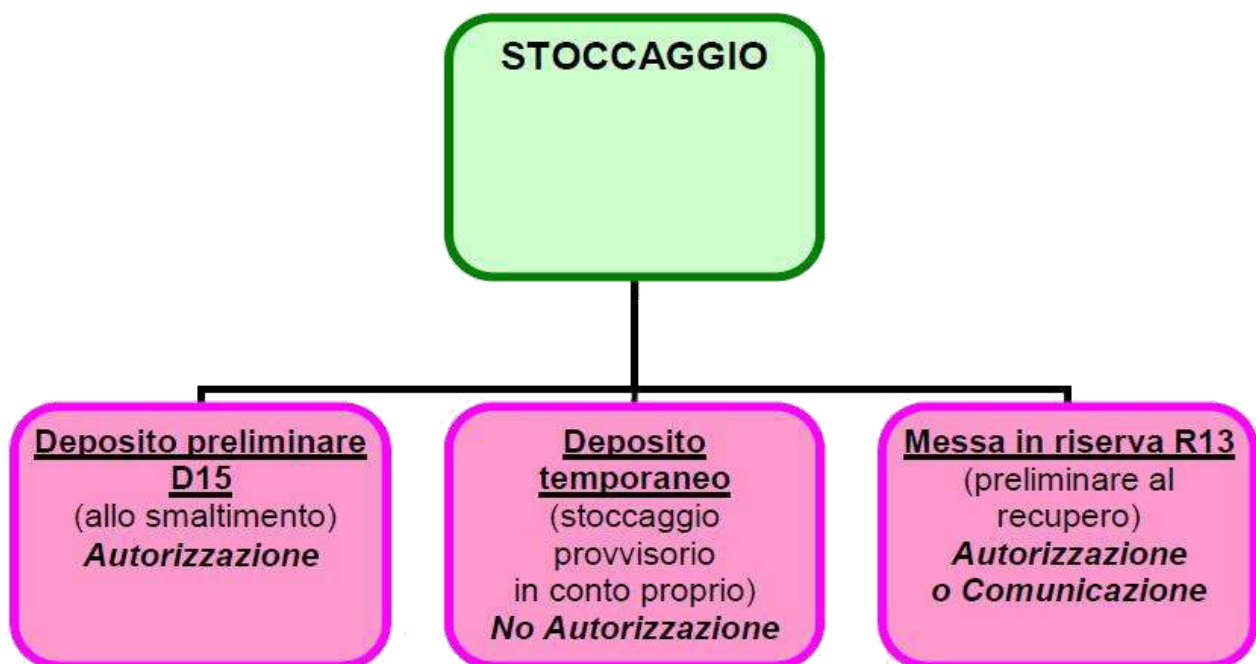 STOCCAGGIO
Deposito preliminare
D15
(allo smaltimento)
Autorizzazione
Deposito
temporaneo
(stoccaggio
provvisorio
in conto proprio)
No Autorizzazione
Messa in riserva R13
(preliminare al
recupero)
Autorizzazione
o Comunicazione